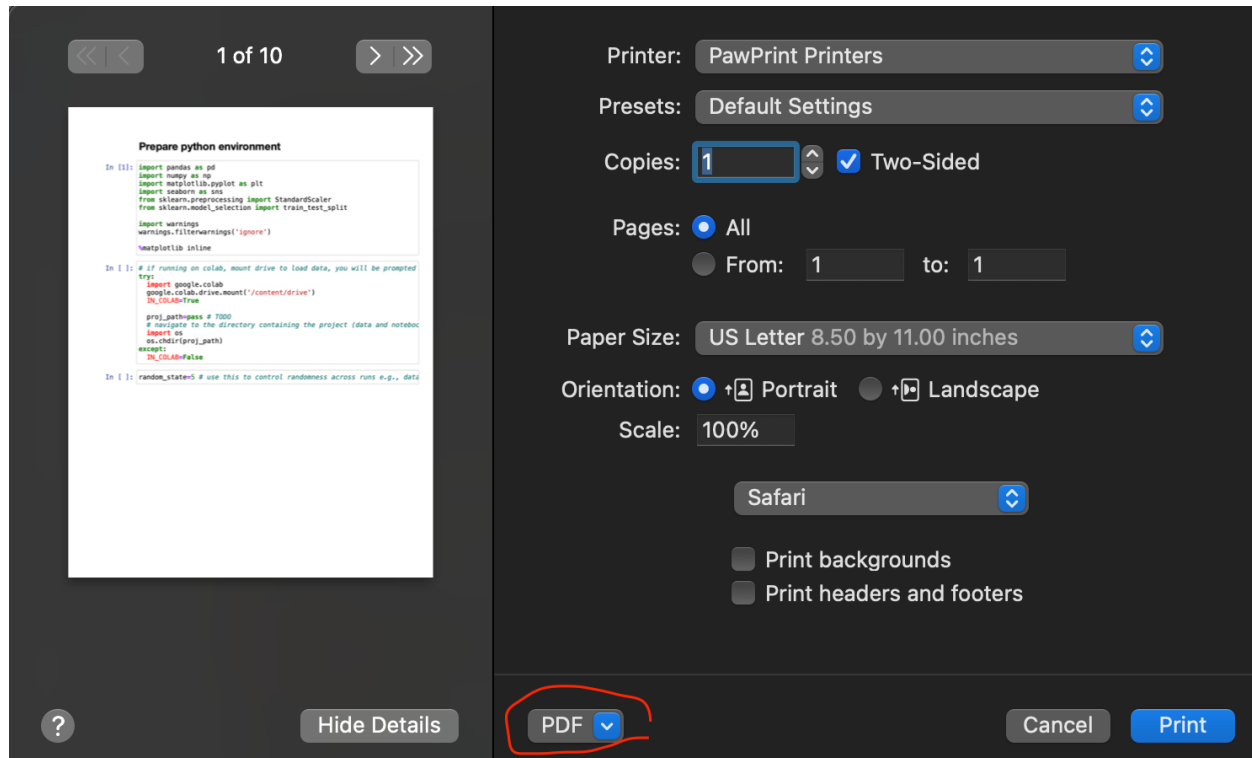 1 of 10
Prepare python environment
In [1]: import pandas as pd
import numpy as np
import matplotlib.pyplot as plt
import seaborn as sns
from sklearn.preprocessing import StandardScaler
from sklearn.model_selection import train_test_split
import warnings
warnings.filterwarnings('ignore')
%matplotlib inline
In [ ]: # if running on colab, mount drive to load data, you will be prompted
try:
import google.colab
google.colab.drive.mount('/content/drive')
IN_COLAB=True
proj_path=pass # TODO
# navigate to the directory containing the project (data and notebook
import os
os.chdir(proj_path)
except:
IN_COLAB=False
In [ ]: random_state=5 # use this to control randomness across runs e.g., data
?
Hide Details
Printer: PawPrint Printers
Presets: Default Settings
Copies: 1 Two-Sided
Pages: All
From: 1 to: 1
Paper Size: US Letter 8.50 by 11.00 inches
Orientation: Portrait Landscape
Scale: 100%
Safari
Print backgrounds
Print headers and footers
PDF Cancel Print